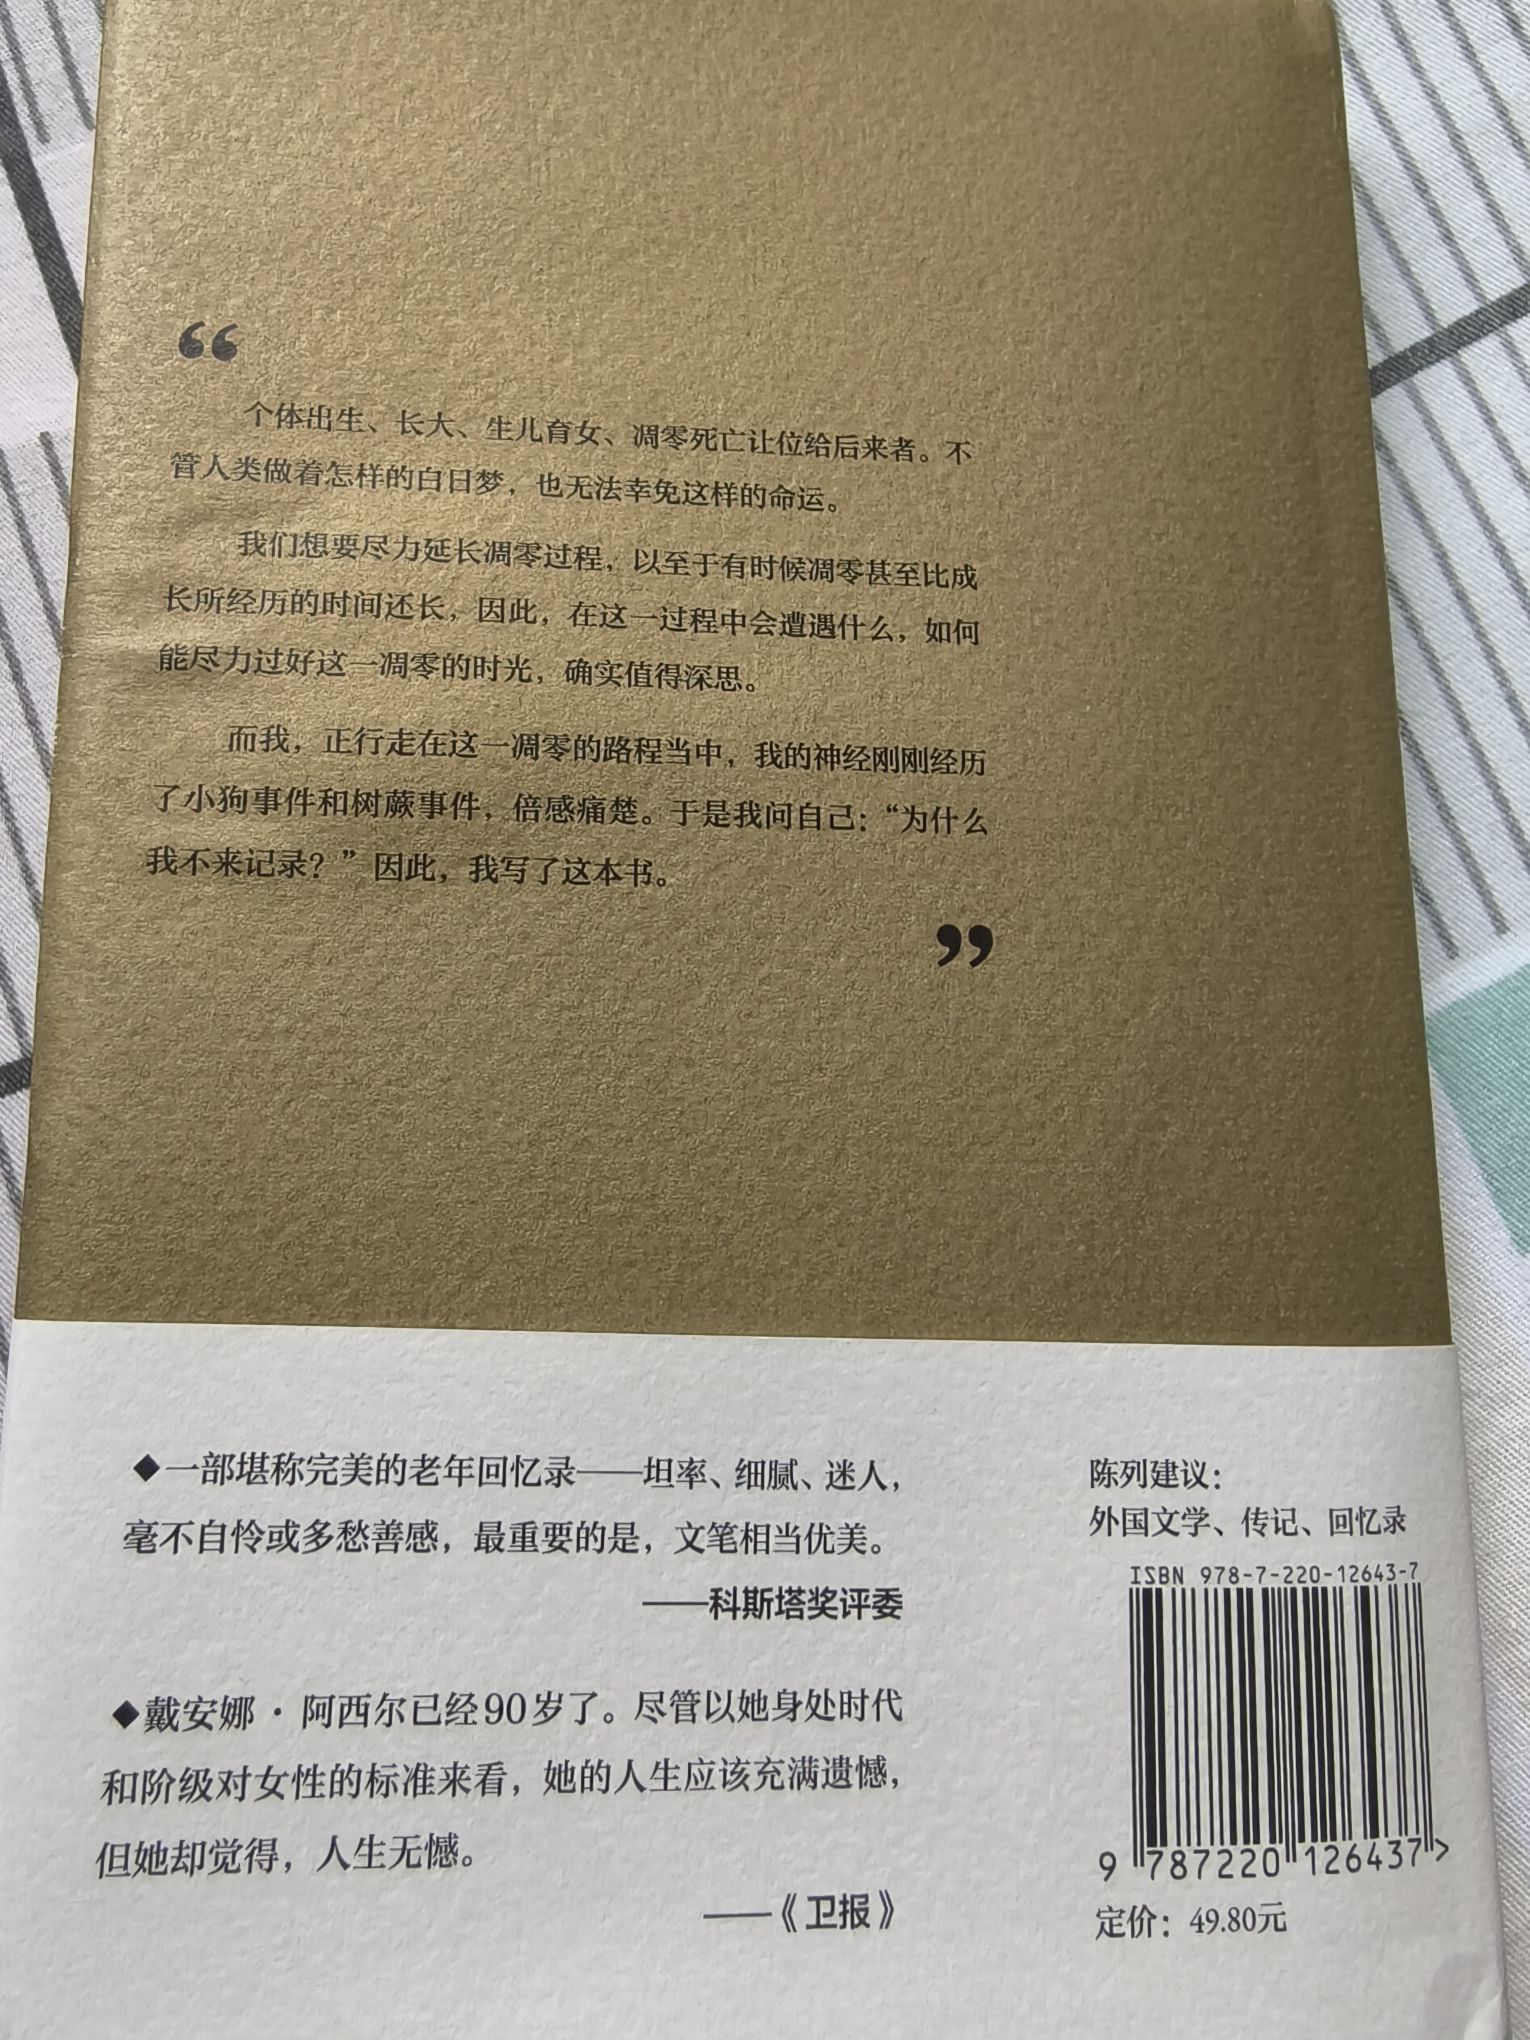 “
个体出生、长大、生儿育女、凋零死亡让位给后来者。不
管人类做着怎样的白日梦，也无法幸免这样的命运。
我们想要尽力延长凋零过程，以至于有时候凋零甚至比成
长所经历的时间还长，因此，在这一过程中会遭遇什么，如何
能尽力过好这一凋零的时光，确实值得深思。
而我，正行走在这一凋零的路程当中，我的神经刚刚经历
了小狗事件和树蕨事件，倍感痛楚。于是我问自己：“为什么
我不来记录？”因此，我写了这本书。
”
◆一部堪称完美的老年回忆录——坦率、细腻、迷人，
毫不自怜或多愁善感，最重要的是，文笔相当优美。
——科斯塔奖评委
◆戴安娜·阿西尔已经90岁了。尽管以她身处时代
和阶级对女性的标准来看，她的人生应该充满遗憾，
但她却觉得，人生无憾。
——《卫报》
陈列建议：
外国文学、传记、回忆录
ISBN 978-7-220-12643-7
9 787220 126437>
定价：49.80元